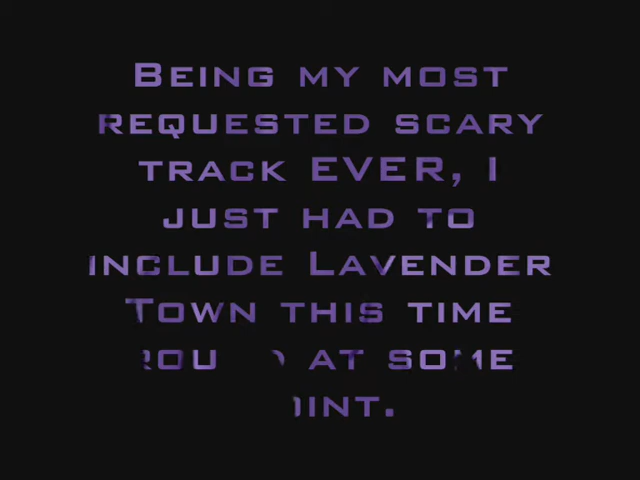 Being my most
requested scary
track EVER, I
just had to
include Lavender
Town this time
at some